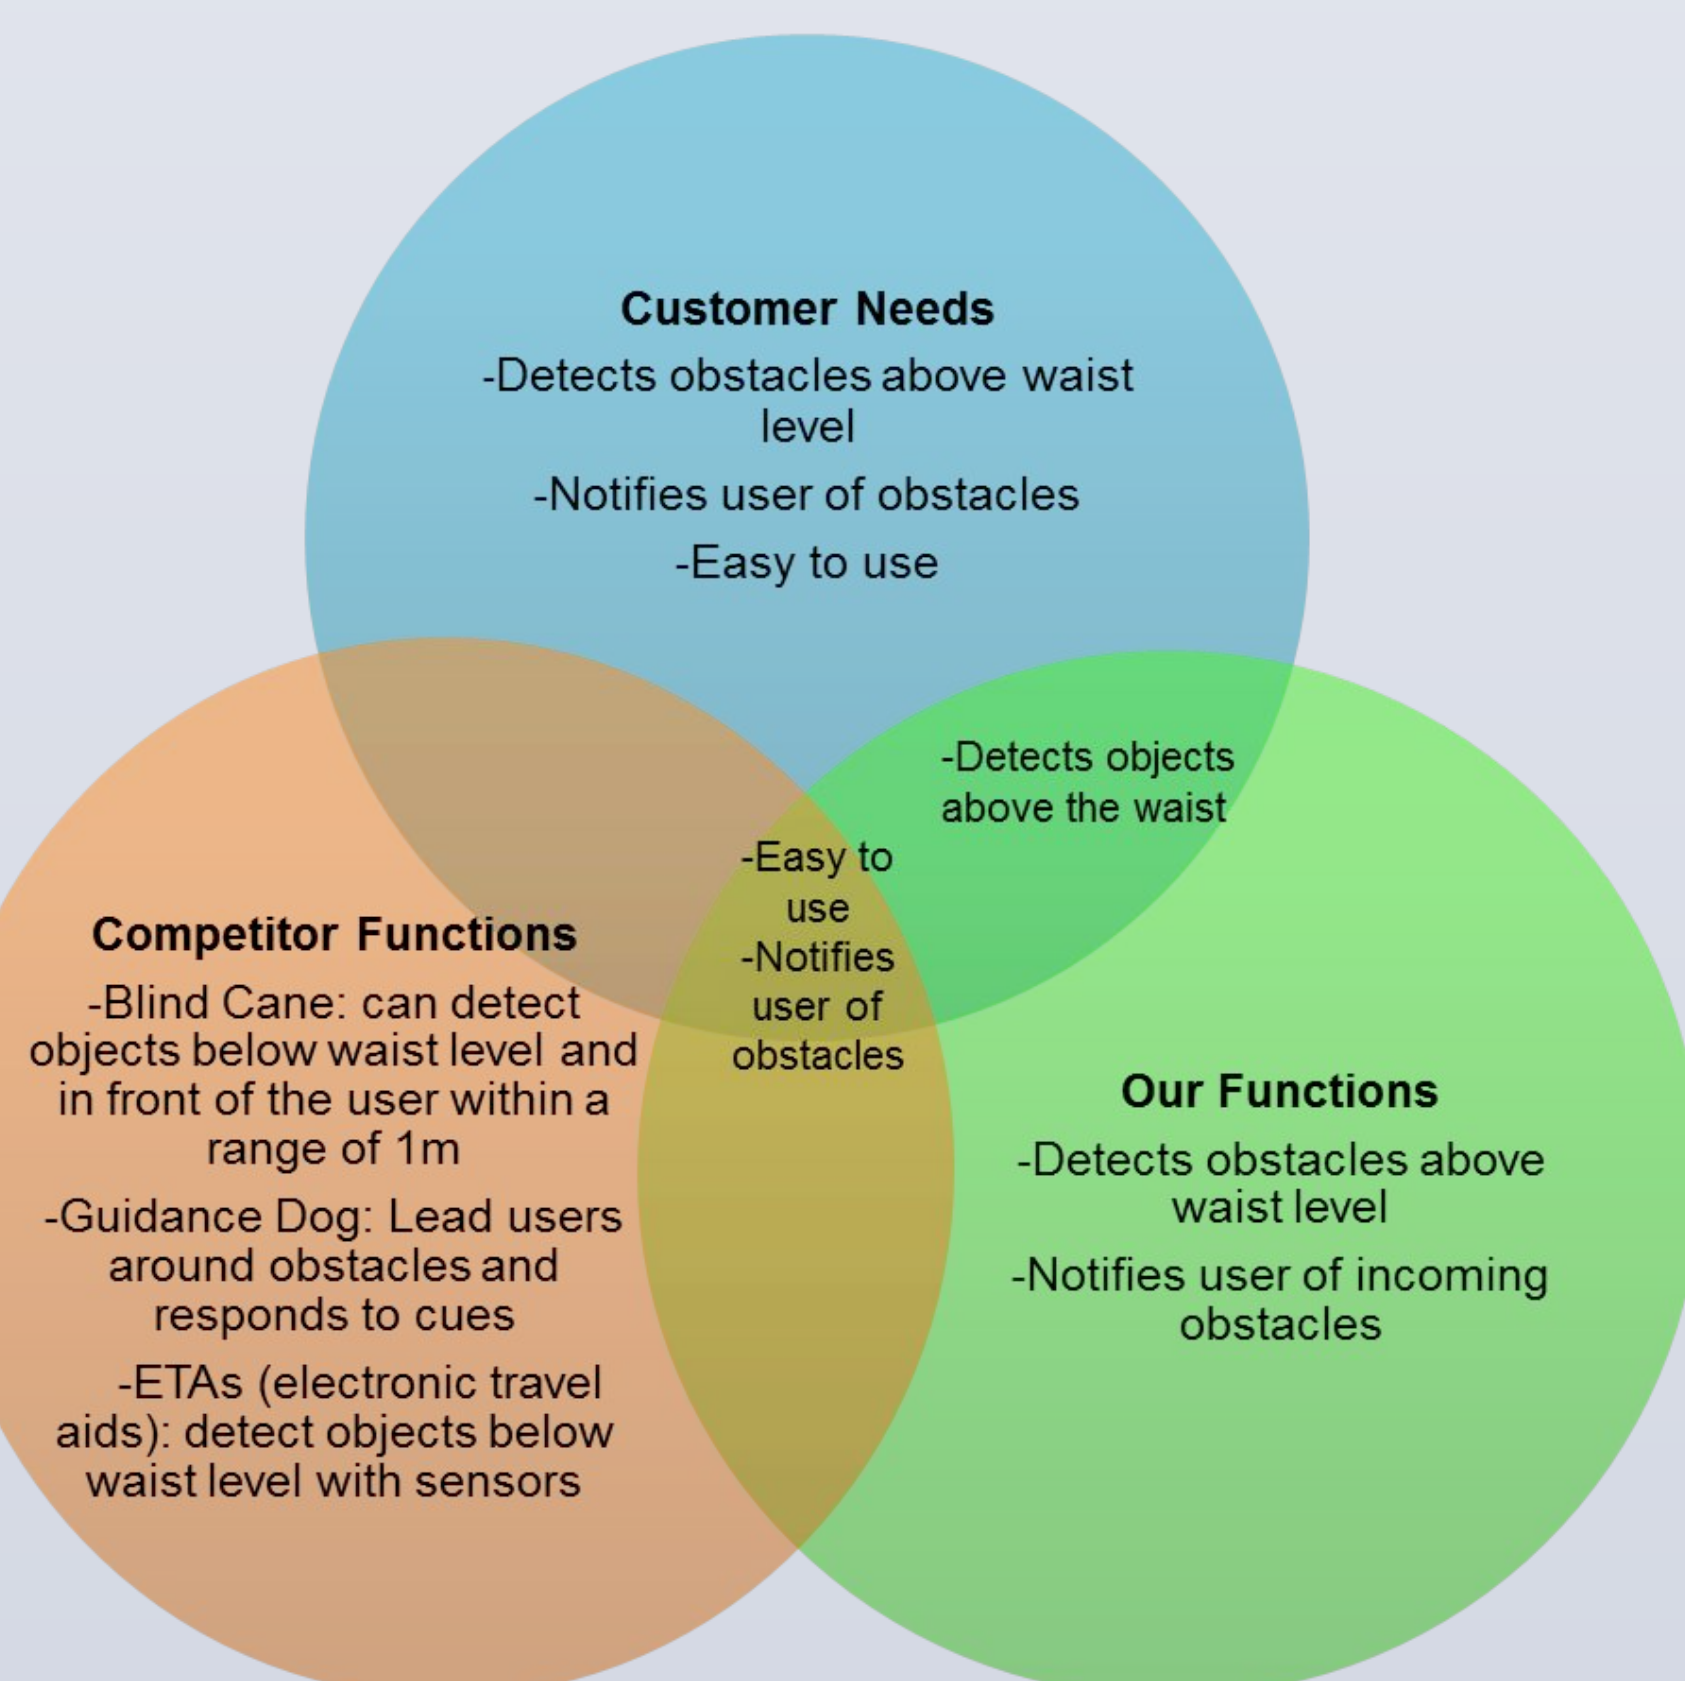 Customer Needs
-Detects obstacles above waist
level
-Notifies user of obstacles
-Easy to use
-Detects objects
above the waist
-Easy to
use
-Notifies
user of
obstacles
Competitor Functions
-Blind Cane: can detect
objects below waist level and
in front of the user within a
range of 1m
-Guidance Dog: Lead users
around obstacles and
responds to cues
-ETAs (electronic travel
aids): detect objects below
waist level with sensors
Our Functions
-Detects obstacles above
waist level
-Notifies user of incoming
obstacles